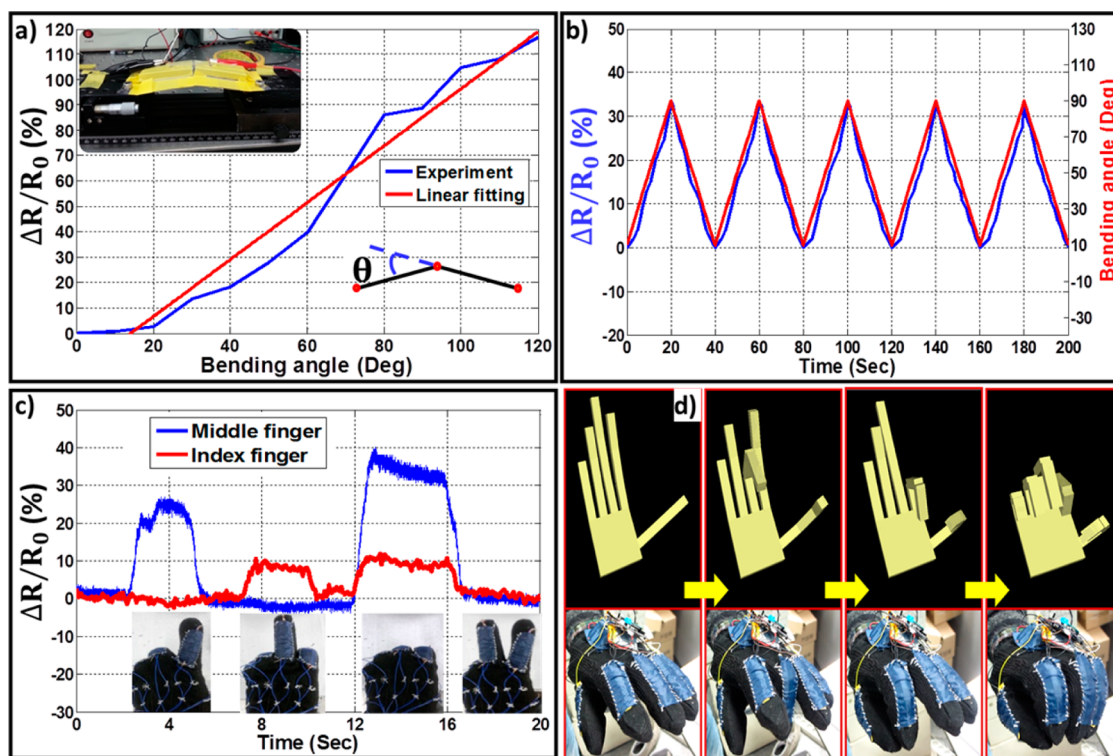 a)
120
110
100
90
80
70
60
50
40
30
20
10
0
ΔR/R0 (%)
Experiment
Linear fitting
θ
0 20 40 60 80 100 120
Bending angle (Deg)
b)
50
40
30
20
10
0
-10
-20
ΔR/R0 (%)
130
110
90
70
50
30
10
-10
-30
Bending angle (Deg)
0 20 40 60 80 100 120 140 160 180 200
Time (Sec)
c)
50
40
30
20
10
0
-10
-20
-30
ΔR/R0 (%)
Middle finger
Index finger
0 4 8 12 16 20
Time (Sec)
d)